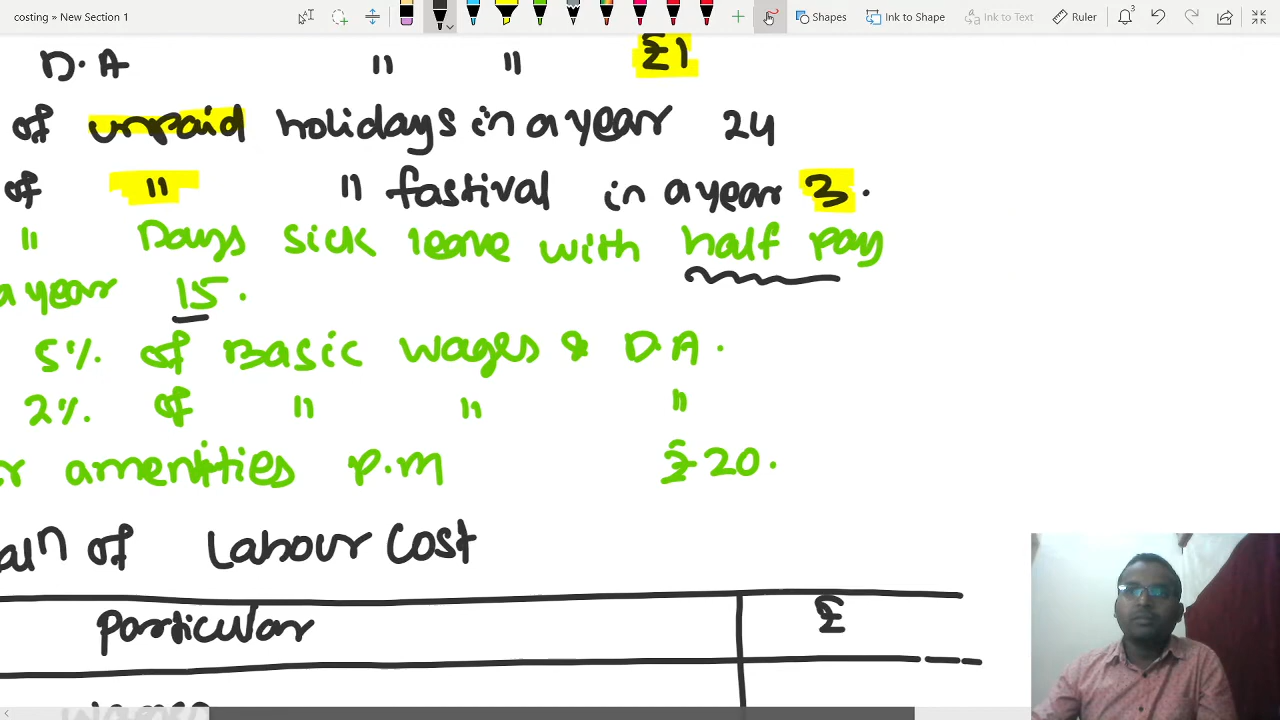 costing » New Section 1
Shapes Ink to Shape Ink to Text Ruler
D.A " " ₹1
of unpaid holidays in a year 24
of " " fastival in a year 3.
" Days sick leave with half pay
a year 15.
5% of Basic wages & D.A.
2% of " " "
amenities p.m ₹20.
of Labour Cost
Particular ₹